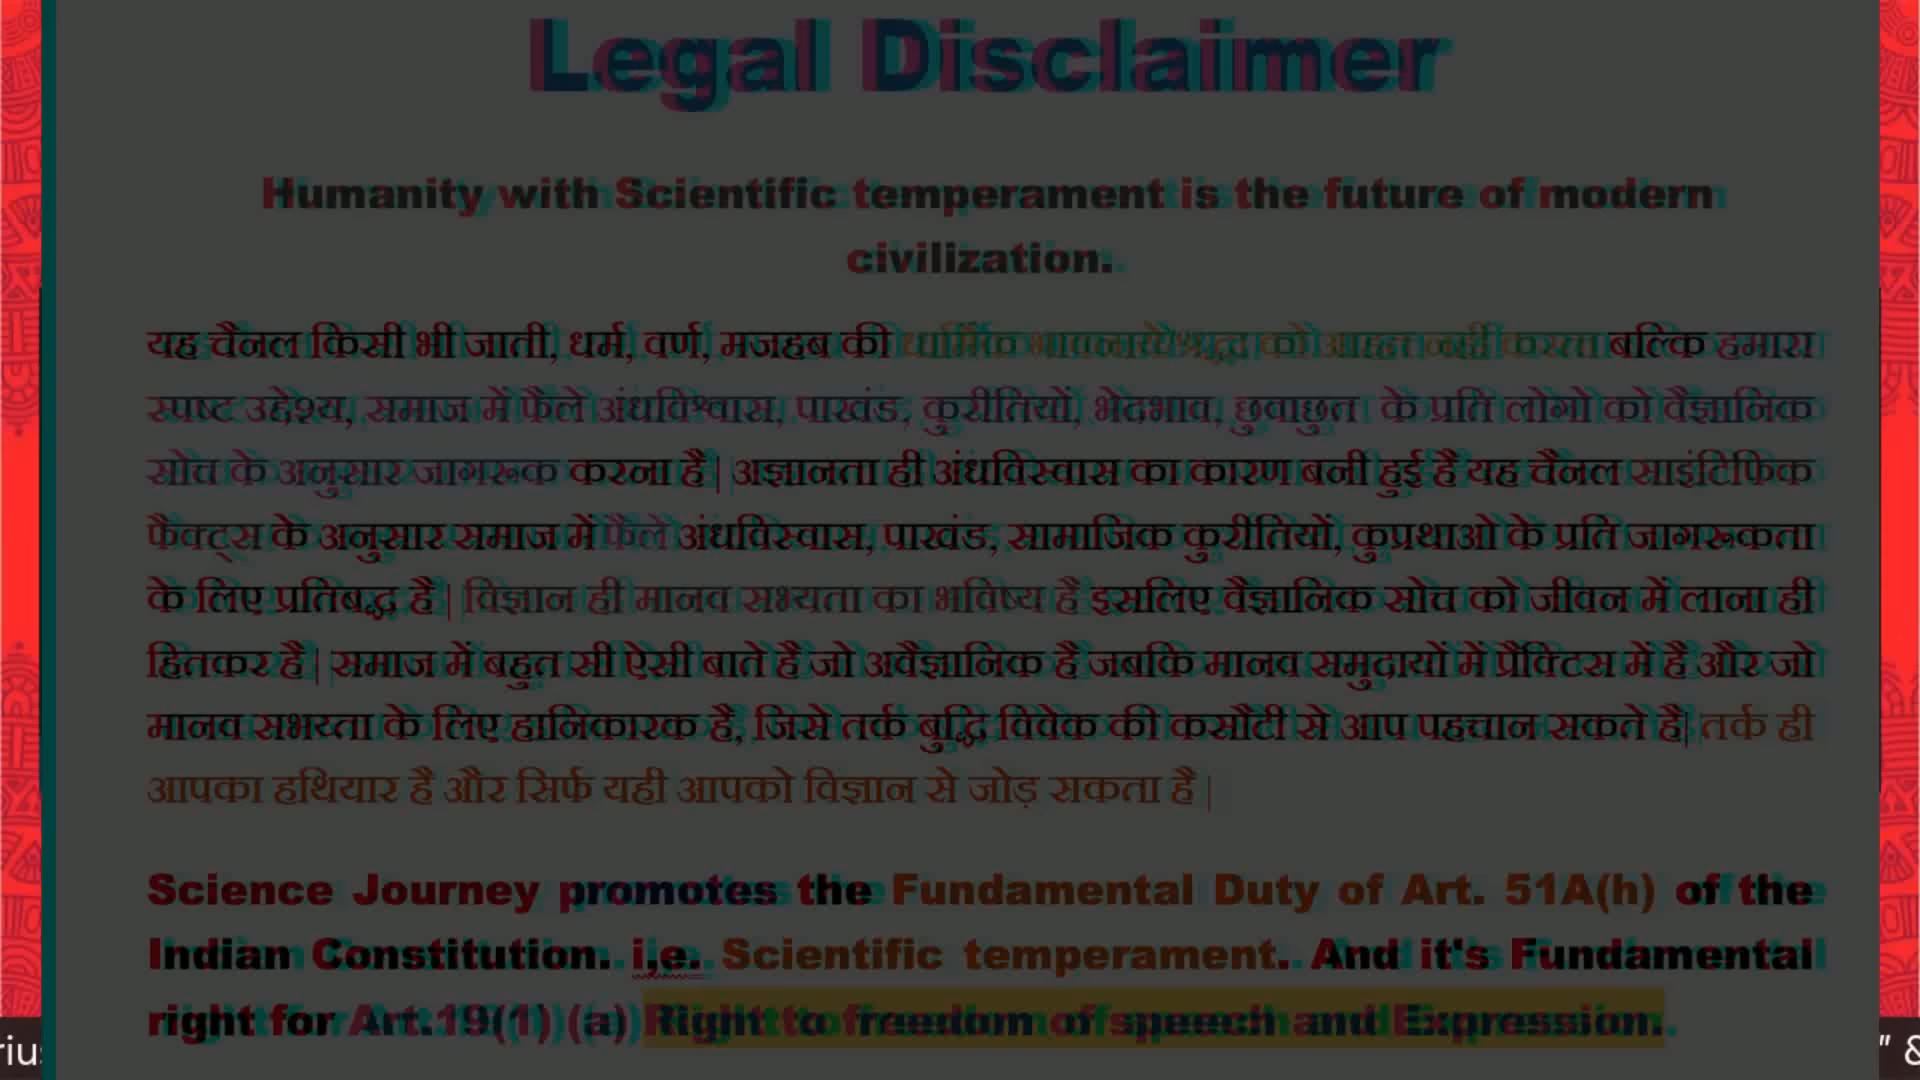 Legal Disclaimer
Humanity with Scientific temperament is the future of modern
civilization.
यह चैनल किसी भी जाती, धर्म, वर्ण, मजहब की धार्मिक भावनायेश्रद्ध को आहत नहीं करता बल्कि हमारा
स्पष्ट उद्देश्य, समाज में फैले अंधविश्वास, पाखंड, कुरीतियों, भेदभाव, छुवाछुत के प्रति लोगो को वैज्ञानिक
सोच के अनुसार जागरूक करना है| अज्ञानता ही अंधविस्वास का कारण बनी हुई है यह चैनल साइंटिफिक
फैक्ट्स के अनुसार समाज में फैले अंधविस्वास, पाखंड, सामाजिक कुरीतियों, कुप्रथाओ के प्रति जागरूकता
के लिए प्रतिबद्ध है| विज्ञान ही मानव सभ्यता का भविष्य है इसलिए वैज्ञानिक सोच को जीवन में लाना ही
हितकर है| समाज में बहुत सी ऐसी बाते है जो अवैज्ञानिक है जबकि मानव समुदायों में प्रैक्टिस में है और जो
मानव सभय्ता के लिए हानिकारक है, जिसे तर्क बुद्धि विवेक की कसौटी से आप पहचान सकते है| तर्क ही
आपका हथियार है और सिर्फ यही आपको विज्ञान से जोड़ सकता है|
Science Journey promotes the Fundamental Duty of Art. 51A(h) of the
Indian Constitution. i,e. Scientific temperament. And it's Fundamental
right for Art.19(1) (a) Right to freedom of speech and Expression.
" &